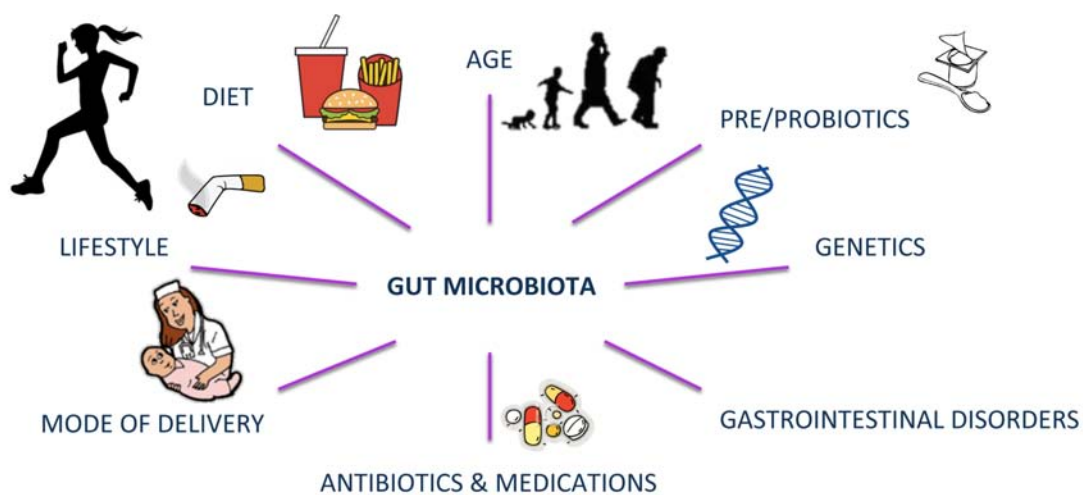 AGE
DIET
PRE/PROBIOTICS
LIFESTYLE
GENETICS
GUT MICROBIOTA
MODE OF DELIVERY
GASTROINTESTINAL DISORDERS
ANTIBIOTICS & MEDICATIONS